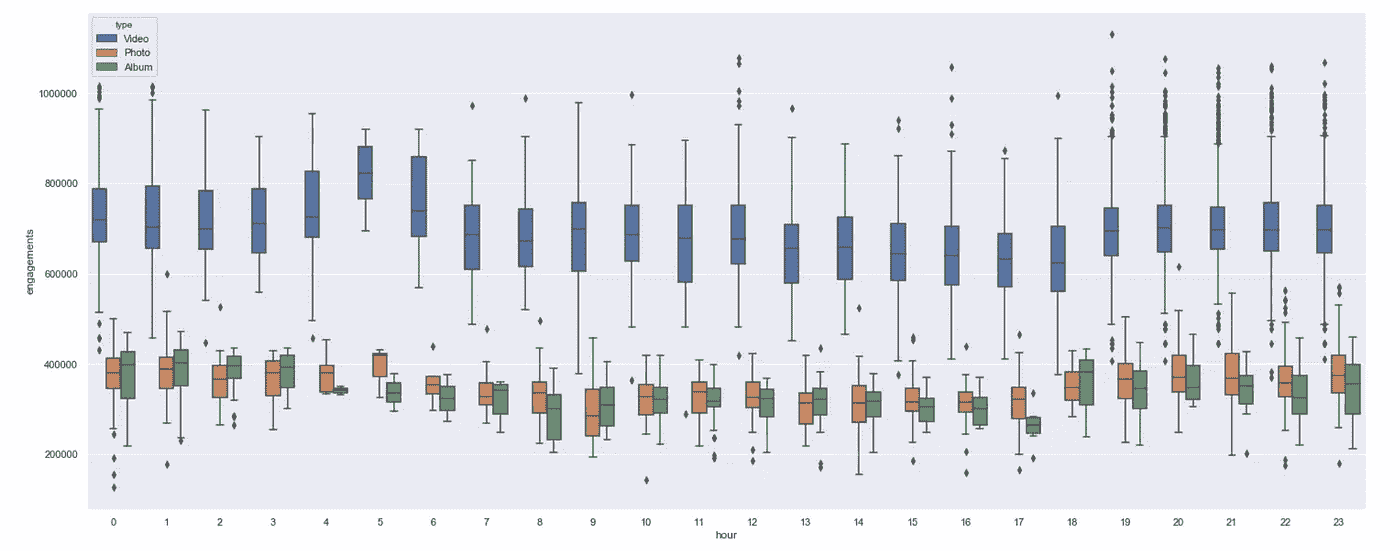 type
Video
Photo
Album
1000000
800000
600000
400000
200000
engagements
0 1 2 3 4 5 6 7 8 9 10 11 12 13 14 15 16 17 18 19 20 21 22 23
hour